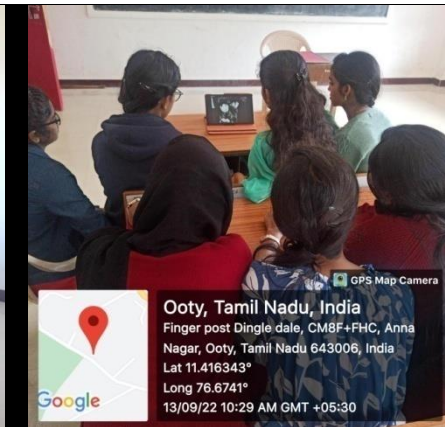 GPS Map Camera
Ooty, Tamil Nadu, India
Finger post Dingle dale, CM8F+FHC, Anna
Nagar, Ooty, Tamil Nadu 643006, India
Lat 11.416343°
Long 76.6741°
13/09/22 10:29 AM GMT +05:30
Google